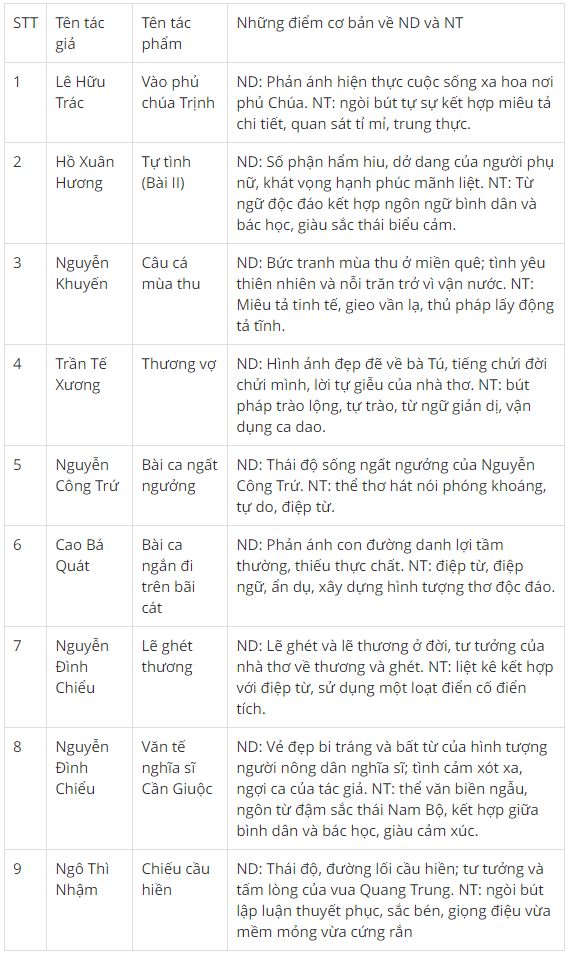 STT Tên tác giả Tên tác phẩm Những điểm cơ bản về ND và NT
1 Lê Hữu Trác Vào phủ chúa Trịnh ND: Phản ánh hiện thực cuộc sống xa hoa nơi
phủ Chúa. NT: ngòi bút tự sự kết hợp miêu tả
chi tiết, quan sát tỉ mỉ, trung thực.
2 Hồ Xuân Hương Tự tình (Bài II) ND: Số phận hẩm hiu, dở dang của người phụ
nữ, khát vọng hạnh phúc mãnh liệt. NT: Từ
ngữ độc đáo kết hợp ngôn ngữ bình dân và
bác học, giàu sắc thái biểu cảm.
3 Nguyễn Khuyến Câu cá mùa thu ND: Bức tranh mùa thu ở miền quê; tình yêu
thiên nhiên và nỗi trăn trở vì vận nước. NT:
Miêu tả tinh tế, gieo vần lạ, thủ pháp lấy động
tả tĩnh.
4 Trần Tế Xương Thương vợ ND: Hình ảnh đẹp đẽ về bà Tú, tiếng chửi đời
chửi mình, lời tự giễu của nhà thơ. NT: bút
pháp trào lộng, tự trào, từ ngữ giản dị, vận
dụng ca dao.
5 Nguyễn Công Trứ Bài ca ngất ngưởng ND: Thái độ sống ngất ngưởng của Nguyễn
Công Trứ. NT: thể thơ hát nói phóng khoáng,
tự do, điệp từ.
6 Cao Bá Quát Bài ca ngắn đi trên bãi cát ND: Phản ánh con đường danh lợi tầm
thường, thiếu thực chất. NT: điệp từ, điệp
ngữ, ẩn dụ, xây dựng hình tượng thơ độc đáo.
7 Nguyễn Đình Chiểu Lẽ ghét thương ND: Lẽ ghét và lẽ thương ở đời, tư tưởng của
nhà thơ về thương và ghét. NT: liệt kê kết hợp
với điệp từ, sử dụng một loạt điển cố điển
tích.
8 Nguyễn Đình Chiểu Văn tế nghĩa sĩ Cần Giuộc ND: Vẻ đẹp bi tráng và bất từ của hình tượng
người nông dân nghĩa sĩ; tình cảm xót xa,
ngợi ca của tác giả. NT: thể văn biền ngẫu,
ngôn từ đậm sắc thái Nam Bộ, kết hợp giữa
bình dân và bác học, giàu cảm xúc.
9 Ngô Thì Nhậm Chiếu cầu hiền ND: Thái độ, đường lối cầu hiền; tư tưởng và
tấm lòng của vua Quang Trung. NT: ngòi bút
lập luận thuyết phục, sắc bén, giọng điệu vừa
mềm mỏng vừa cứng rắn